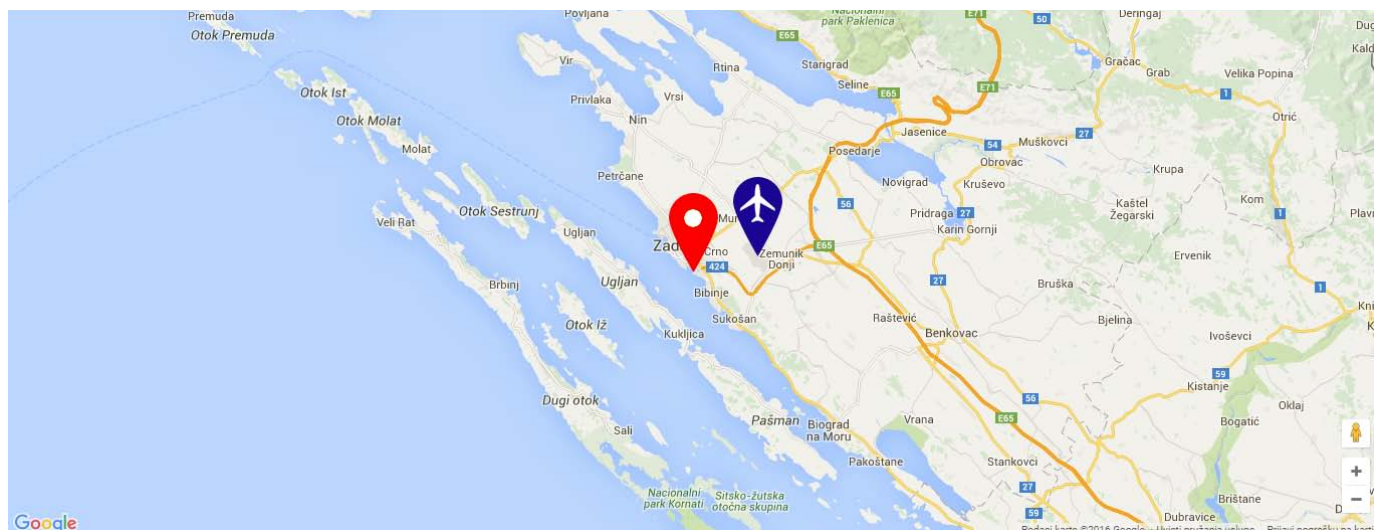 Premuda
Otok Premuda
Povljana
Nacionalni
park Paklenica
E71
50
Deringaj
E65
Starigrad
Gračac
Grab.
Velika Popina
Otok Ist
Vir
Rtina
Seline
E65
E71
1
Privlaka
Vrsi
Otrić
Otok Molat
Nin
Jasenice
27
Muškovci
Molat
54
Posedarje
Obrovac
Krupa
Petrčane
Novigrad
Kruševo
Kaštel
Žegarski
Kom
Otok Sestrunj
56
Pridraga
27
Veli Rat
Ugljan
Karin Gornji
E65
Crno
Zemunik
Donji
Ervenik
424
27
Ugljan
Brbinj
Bibinje
Bruška
1
Otok Iž
Sukošan
Raštević
Bjelina
Kukljica
Benkovac
Ivoševci
59
Kistanje
Dugi otok
56
Oklaj
Pašman
Biograd
na Moru
Vrana
E65
Bogatić
Sali
Pakoštane
Stankovci
27
Nacionalni
park Kornati
Sitsko-žutska
otočna skupina
Brištane
59
Dubravice
Google